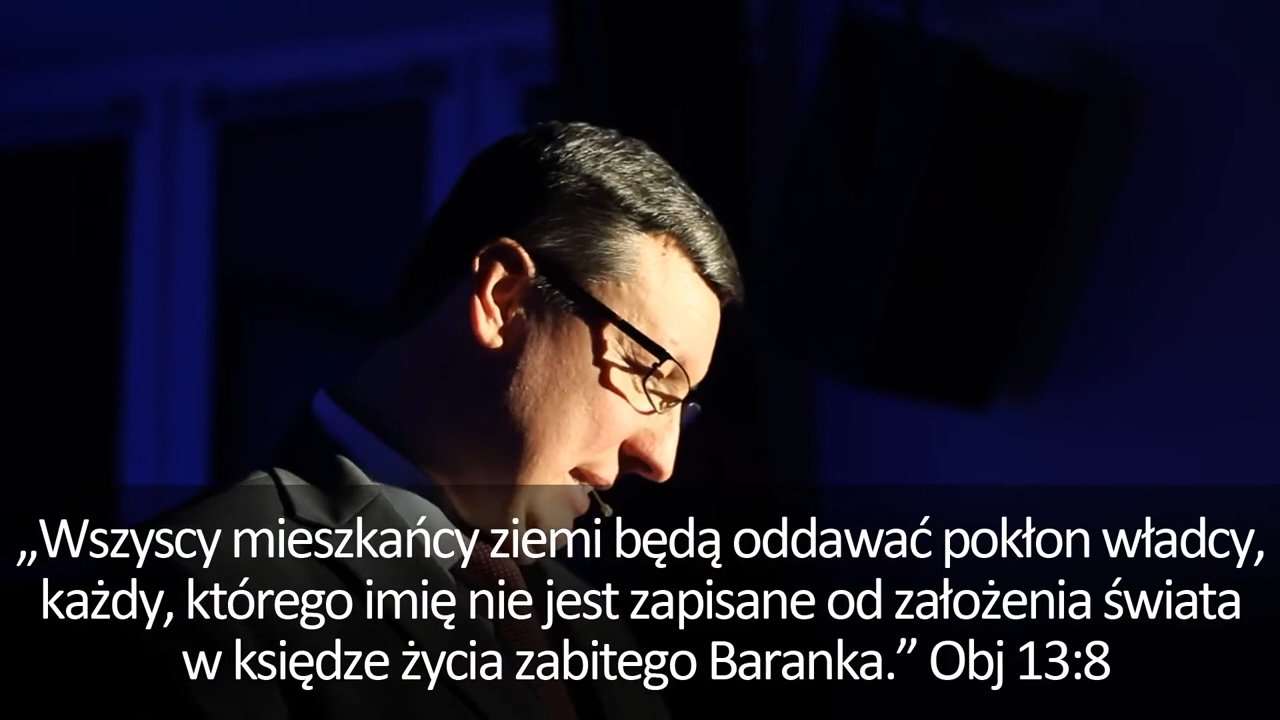 „Wszyscy mieszkańcy ziemi będą oddawać pokłon władcy,
każdy, którego imię nie jest zapisane od założenia świata
w księdze życia zabitego Baranka.” Obj 13:8